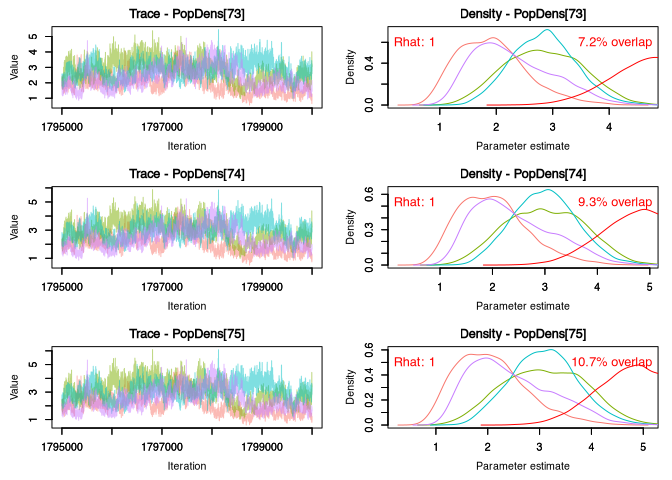 Trace - PopDens[73]
Value
5
4
3
2
1
1795000 1797000 1799000
Iteration
Density - PopDens[73]
Density
0.4
0.0
Rhat: 1 7.2% overlap
1 2 3 4
Parameter estimate
Trace - PopDens[74]
Value
5
3
1
1795000 1797000 1799000
Iteration
Density - PopDens[74]
Density
0.6
0.3
0.0
Rhat: 1 9.3% overlap
1 2 3 4 5
Parameter estimate
Trace - PopDens[75]
Value
5
3
1
1795000 1797000 1799000
Iteration
Density - PopDens[75]
Density
0.6
0.4
0.2
0.0
Rhat: 1 10.7% overlap
1 2 3 4 5
Parameter estimate